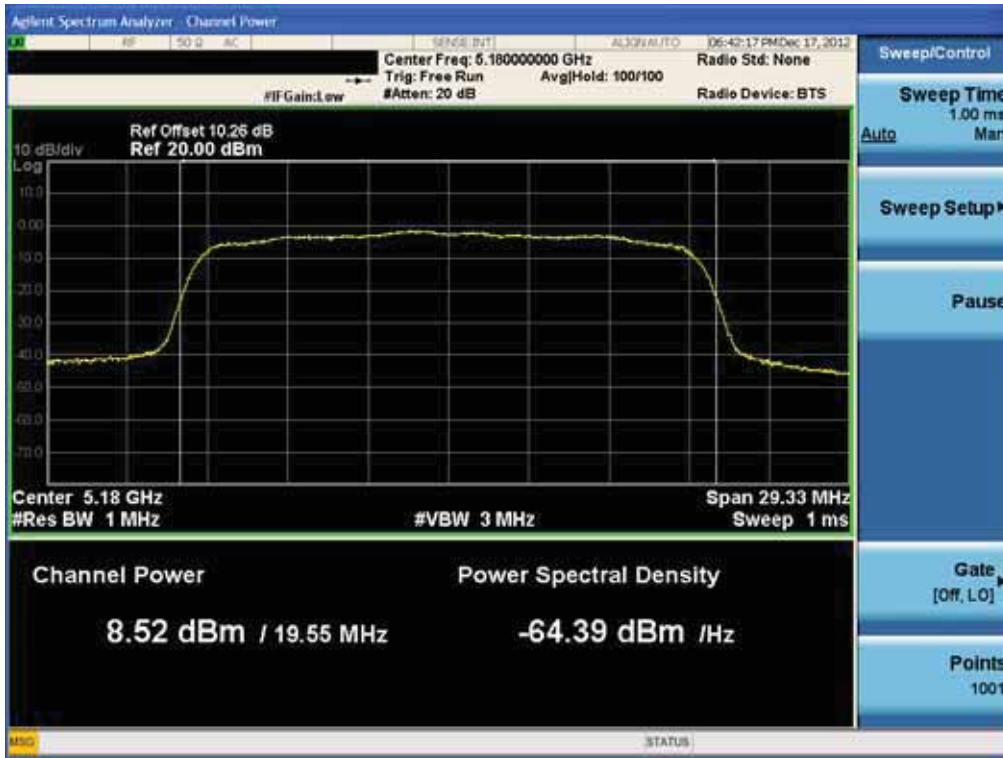 Agilent Spectrum Analyzer - Channel Power
RF 50 Ω AC SENSE:INT ALIGN AUTO 06:42:17 PM Dec 17, 2012
Center Freq: 5.180000000 GHz Radio Std: None
Trig: Free Run Avg|Hold: 100/100
#IFGain:Low #Atten: 20 dB Radio Device: BTS
Ref Offset 10.26 dB
10 dB/div Ref 20.00 dBm
Log
10.0
0.00
-10.0
-20.0
-30.0
-40.0
-50.0
-60.0
-70.0
Center 5.18 GHz Span 29.33 MHz
#Res BW 1 MHz #VBW 3 MHz Sweep 1 ms
Channel Power Power Spectral Density
8.52 dBm / 19.55 MHz -64.39 dBm /Hz
MSG STATUS
Sweep/Control
Sweep Time
1.00 ms
Auto Man
Sweep Setup
Pause
Gate
[Off, LO]
Points
1001